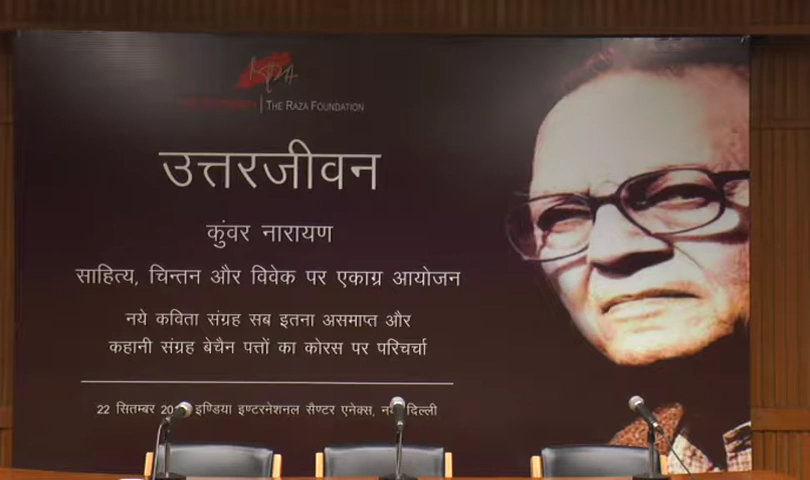 RAZA
THE RAZA FOUNDATION
उत्तरजीवन
कुंवर नारायण
साहित्य, चिन्तन और विवेक पर एकाग्र आयोजन
नये कविता संग्रह सब इतना असमाप्त और
कहानी संग्रह बेचैन पत्तों का कोरस पर परिचर्चा
22 सितम्बर इण्डिया इण्टरनेशनल सैण्टर एनेक्स, दिल्ली